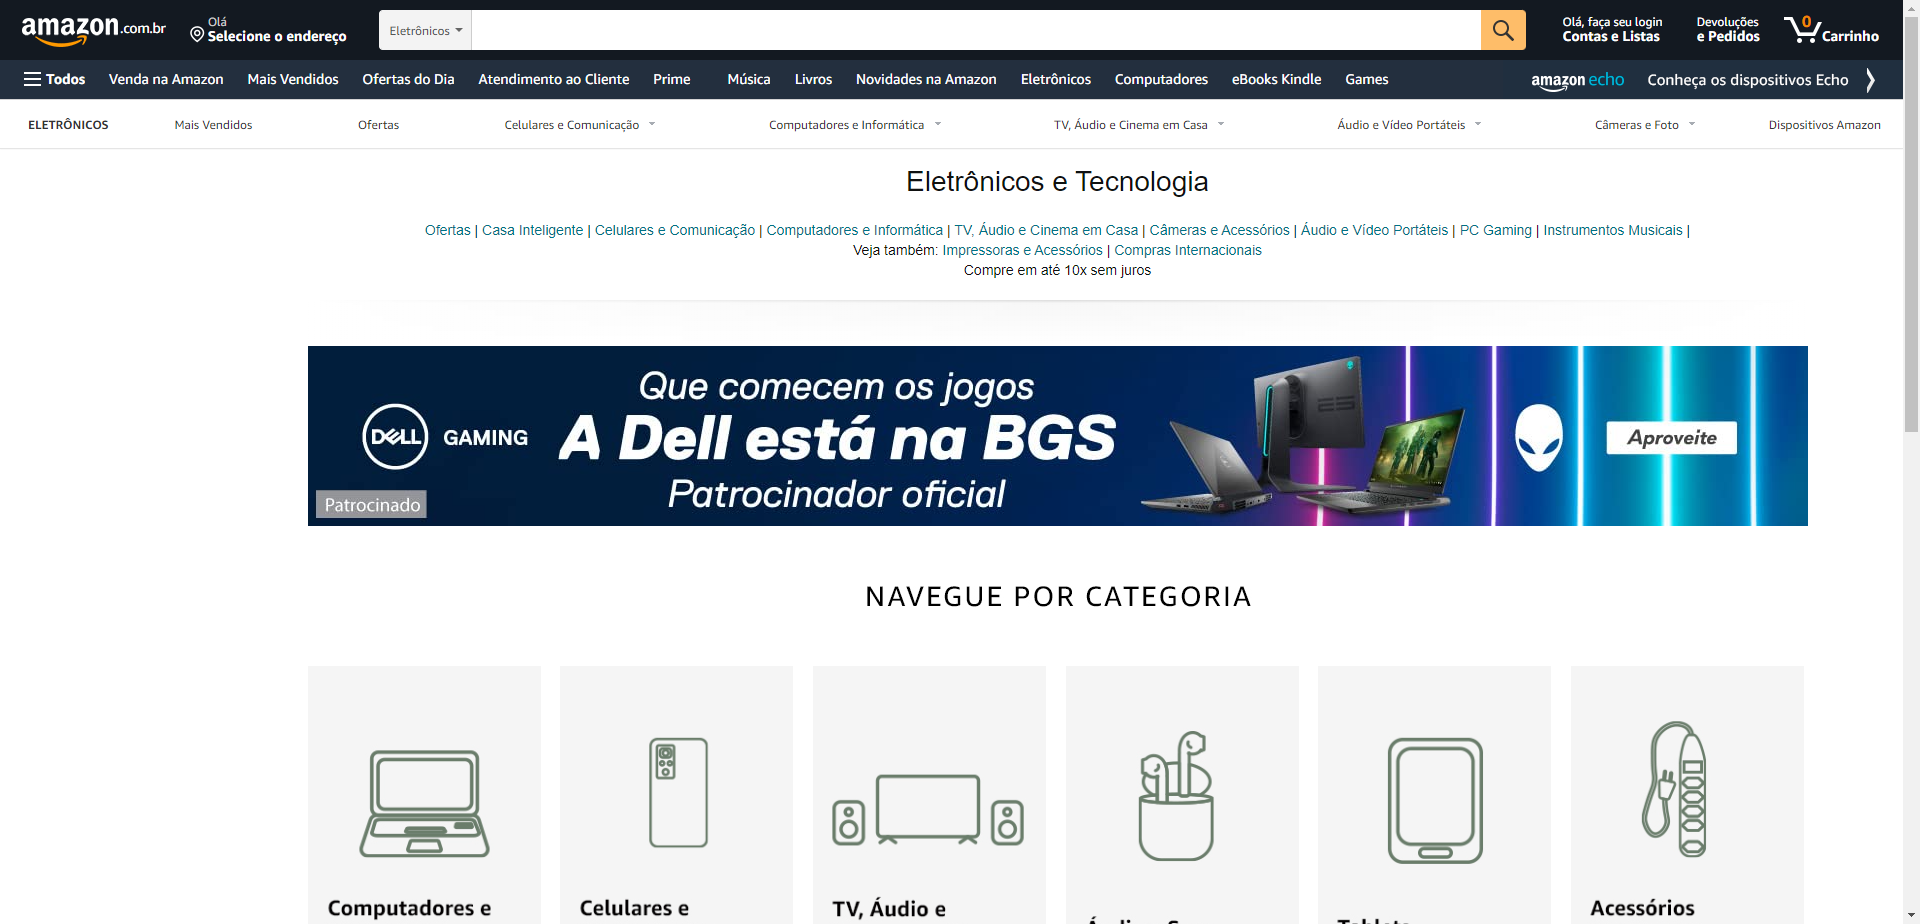 amazon.com.br
Olá
Selecione o endereço
Eletrônicos
Olá, faça seu login
Contas e Listas
Devoluções
e Pedidos
0
Carrinho
Todos
Venda na Amazon
Mais Vendidos
Ofertas do Dia
Atendimento ao Cliente
Prime
Música
Livros
Novidades na Amazon
Eletrônicos
Computadores
eBooks Kindle
Games
amazon echo
Conheça os dispositivos Echo
ELETRÔNICOS
Mais Vendidos
Ofertas
Celulares e Comunicação
Computadores e Informática
TV, Áudio e Cinema em Casa
Áudio e Vídeo Portáteis
Câmeras e Foto
Dispositivos Amazon
Eletrônicos e Tecnologia
Ofertas | Casa Inteligente | Celulares e Comunicação | Computadores e Informática | TV, Áudio e Cinema em Casa | Câmeras e Acessórios | Áudio e Vídeo Portáteis | PC Gaming | Instrumentos Musicais |
Veja também: Impressoras e Acessórios | Compras Internacionais
Compre em até 10x sem juros
DELL GAMING
Que comecem os jogos
A Dell está na BGS
Patrocinador oficial
Aproveite
Patrocinado
NAVEGUE POR CATEGORIA
Computadores e
Celulares e
TV, Áudio e
Acessórios